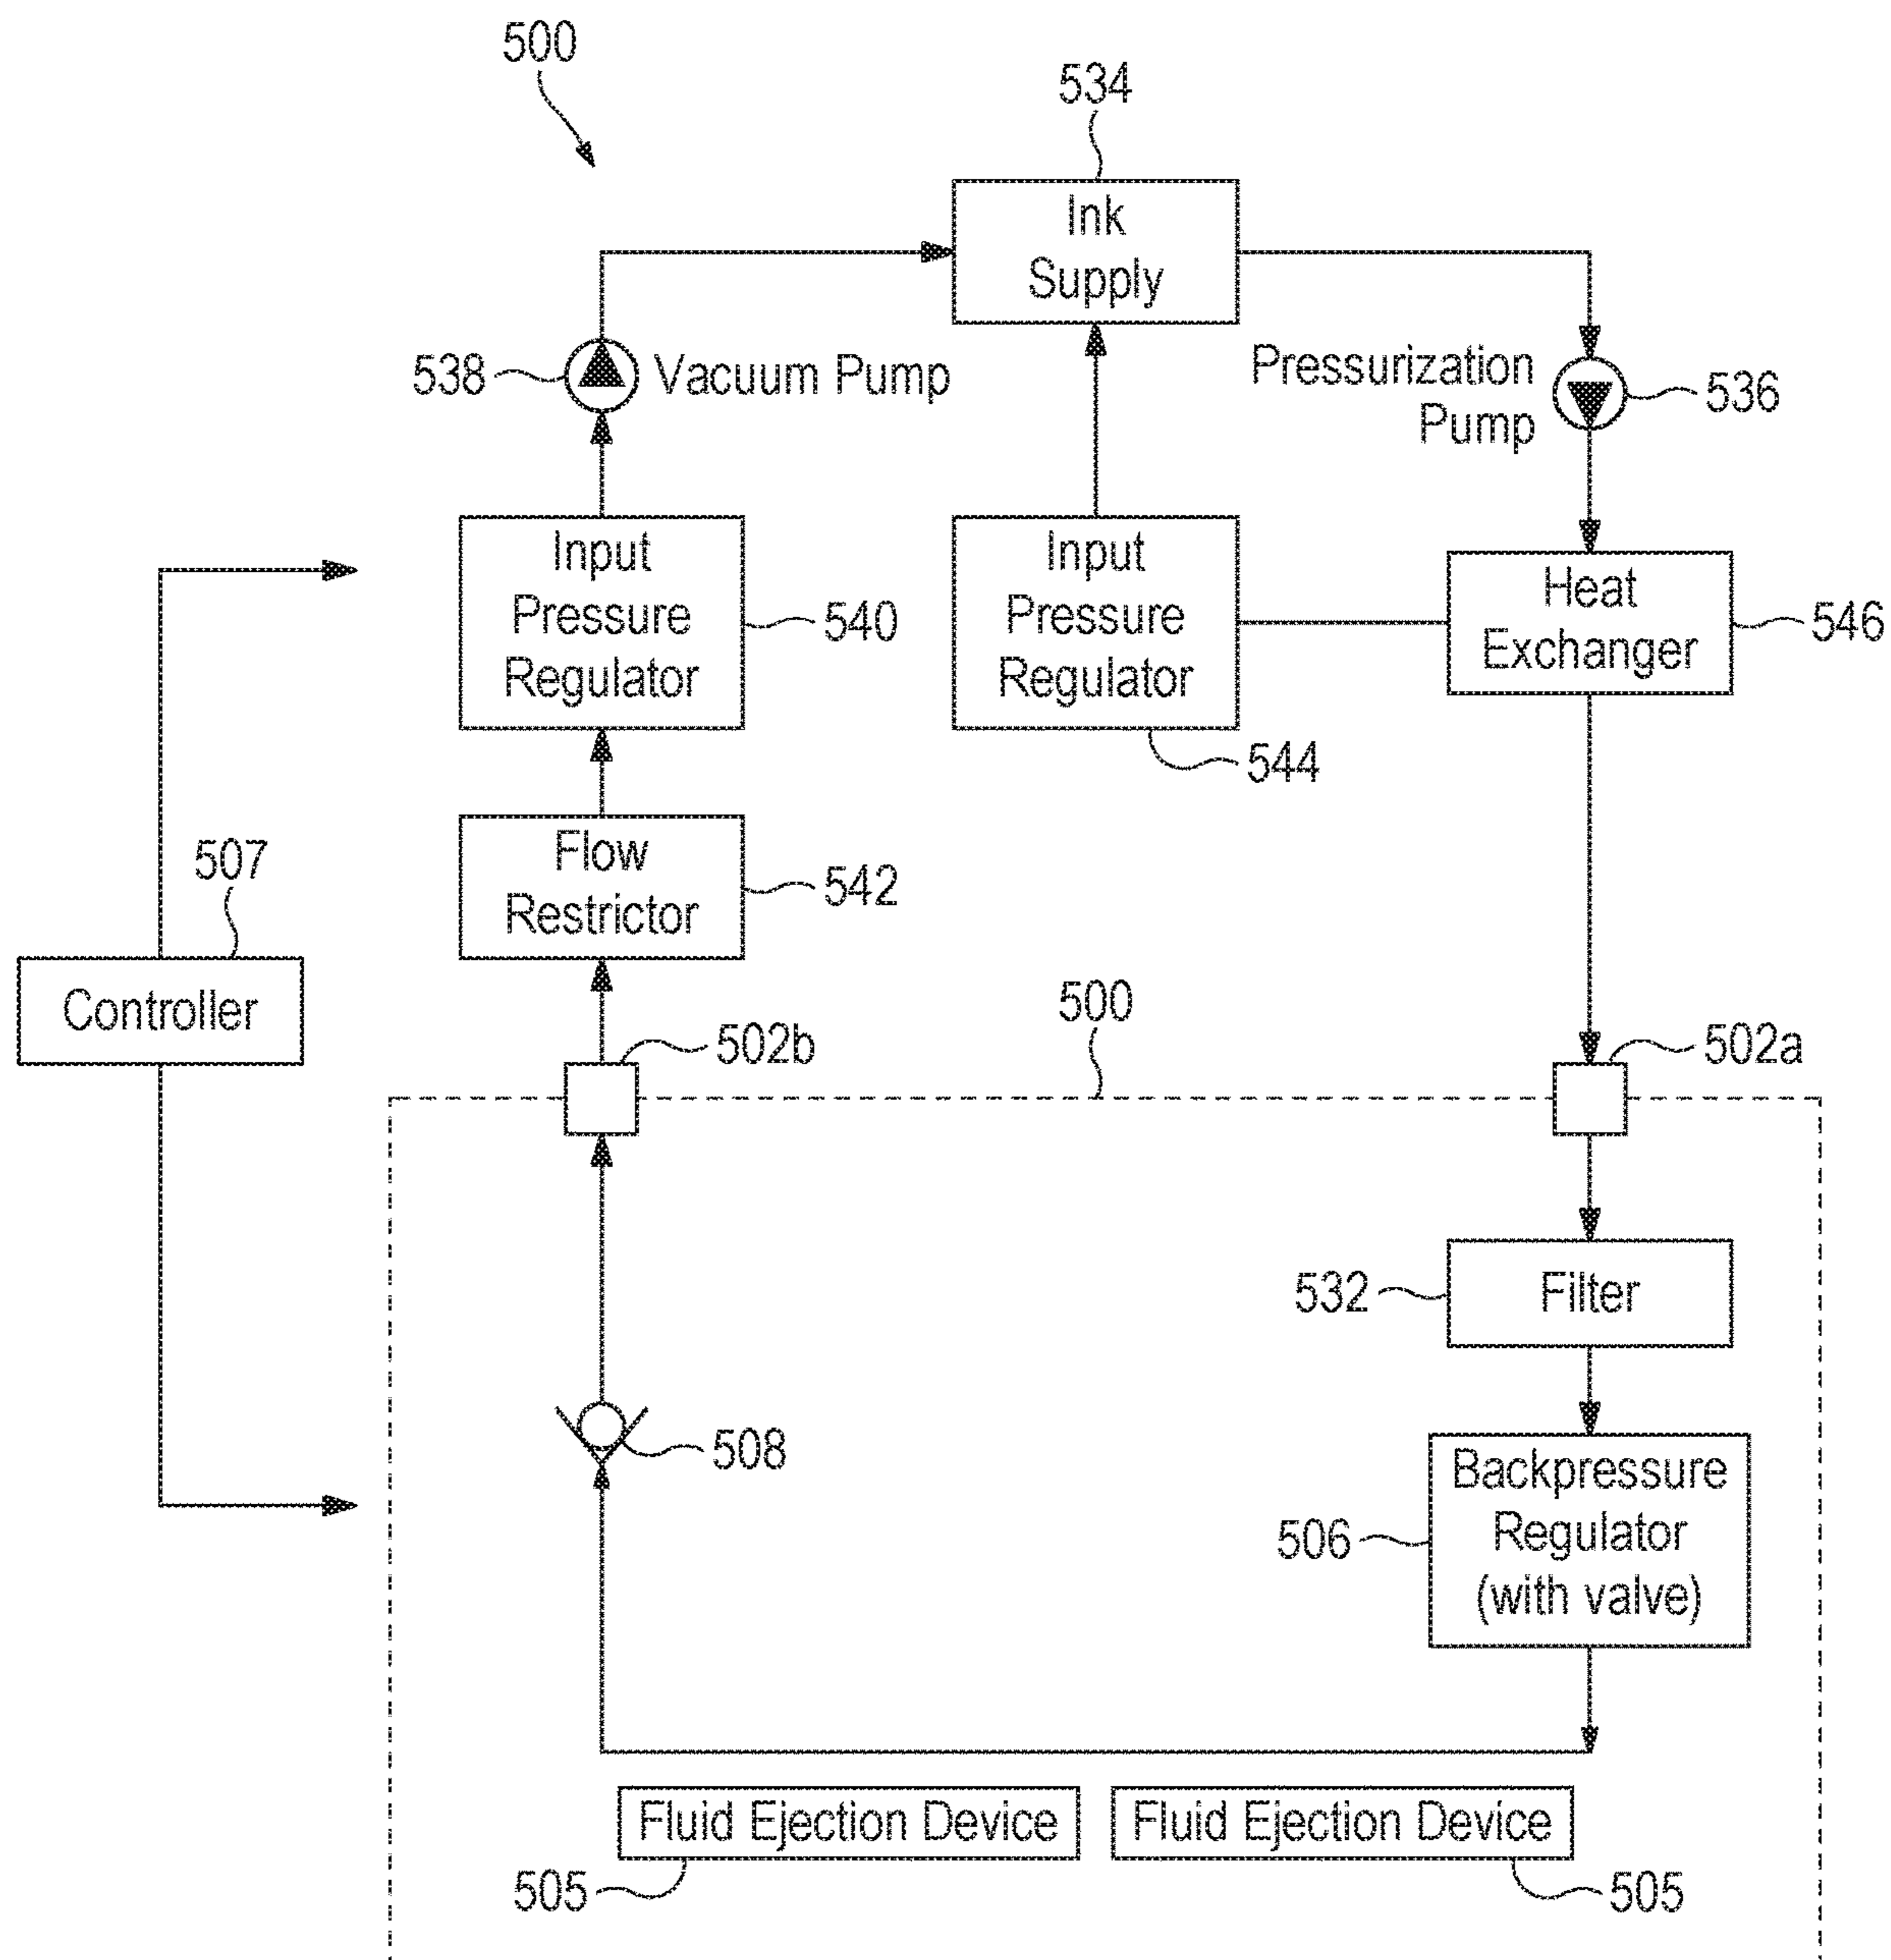 500
534
Ink
Supply
538
Vacuum Pump
Pressurization
Pump
536
Input
Pressure
Regulator
540
Input
Pressure
Regulator
544
Heat
Exchanger
546
Flow
Restrictor
542
507
Controller
502b
500
502a
532
Filter
508
506
Backpressure
Regulator
(with valve)
Fluid Ejection Device
Fluid Ejection Device
505
505